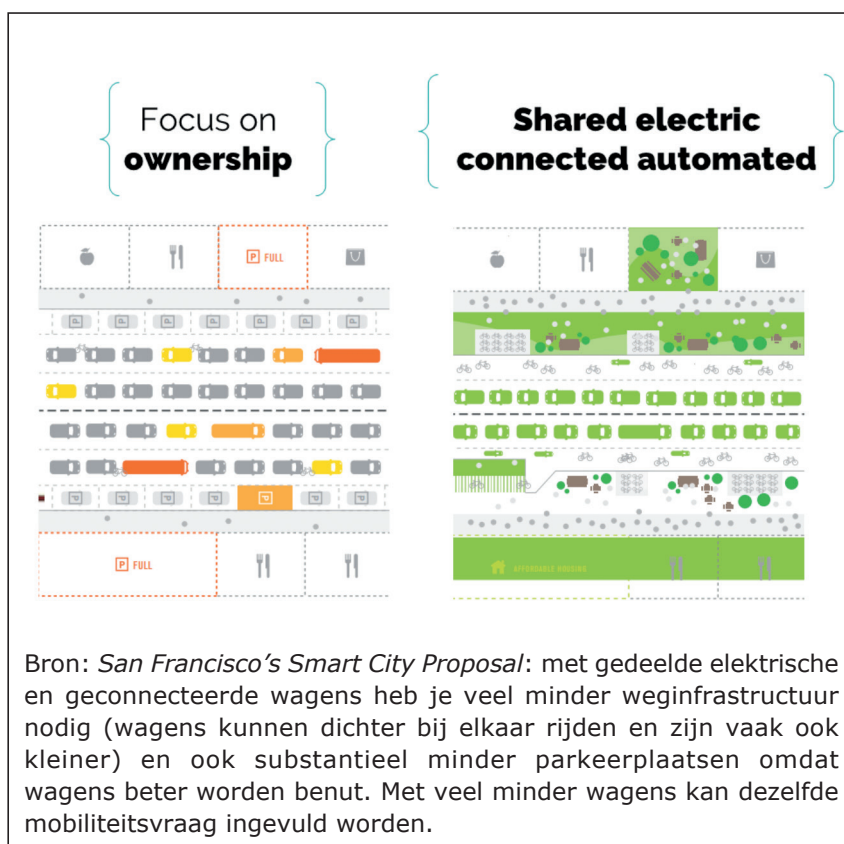 Focus on
ownership
Shared electric
connected automated
P FULL
P P P P P P P
P P P P P P P
P FULL
AFFORDABLE HOUSING
Bron: San Francisco's Smart City Proposal: met gedeelde elektrische
en geconnecteerde wagens heb je veel minder weginfrastructuur
nodig (wagens kunnen dichter bij elkaar rijden en zijn vaak ook
kleiner) en ook substantieel minder parkeerplaatsen omdat
wagens beter worden benut. Met veel minder wagens kan dezelfde
mobiliteitsvraag ingevuld worden.